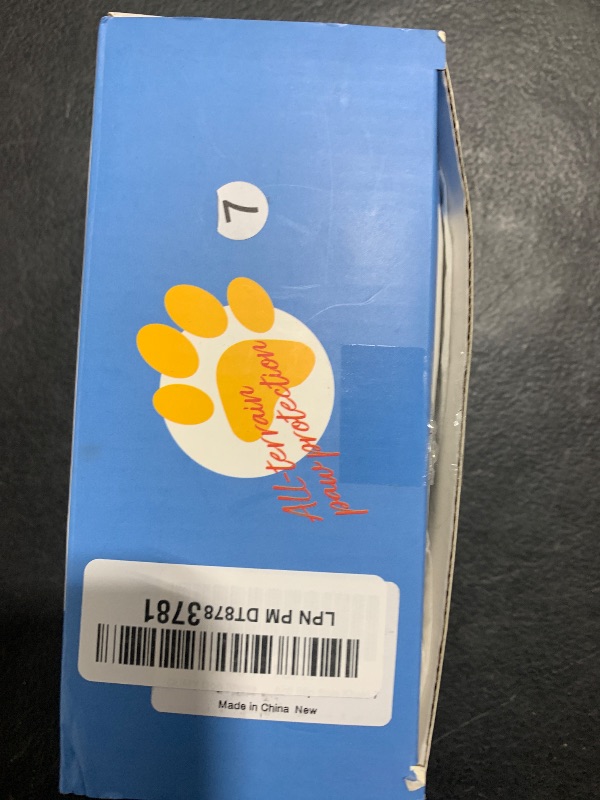 7
ALL-terrain
paw protection
LPN PM DT8783781
Made in China New